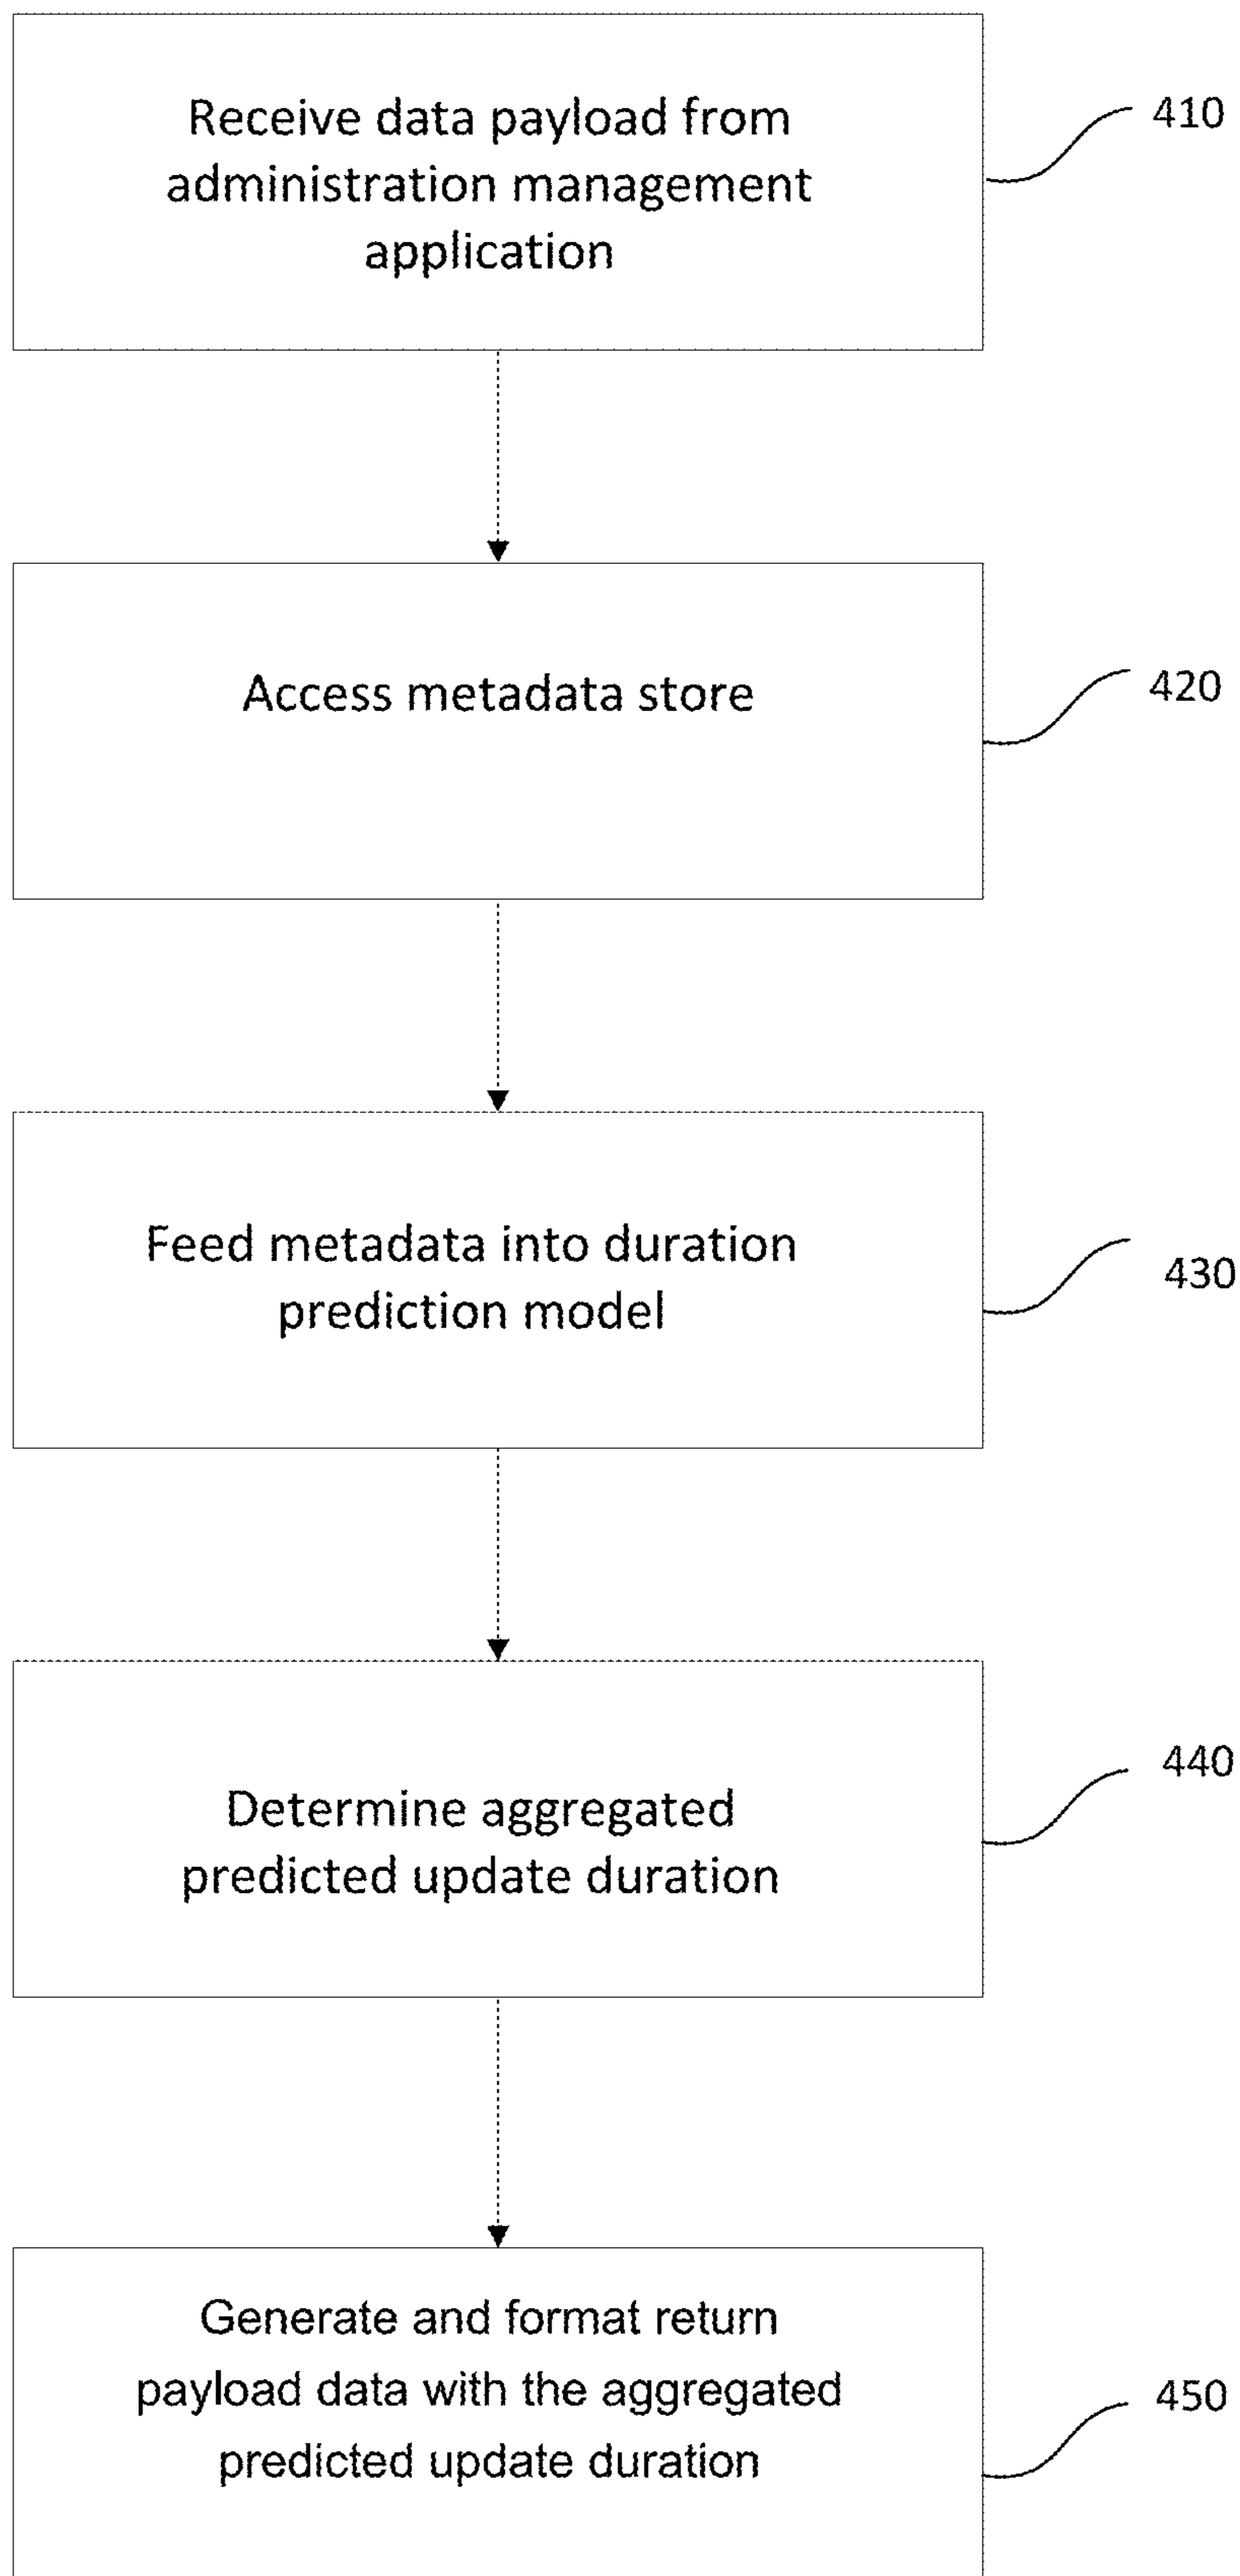 Receive data payload from
administration management
application
410
Access metadata store
420
Feed metadata into duration
prediction model
430
Determine aggregated
predicted update duration
440
Generate and format return
payload data with the aggregated
predicted update duration
450